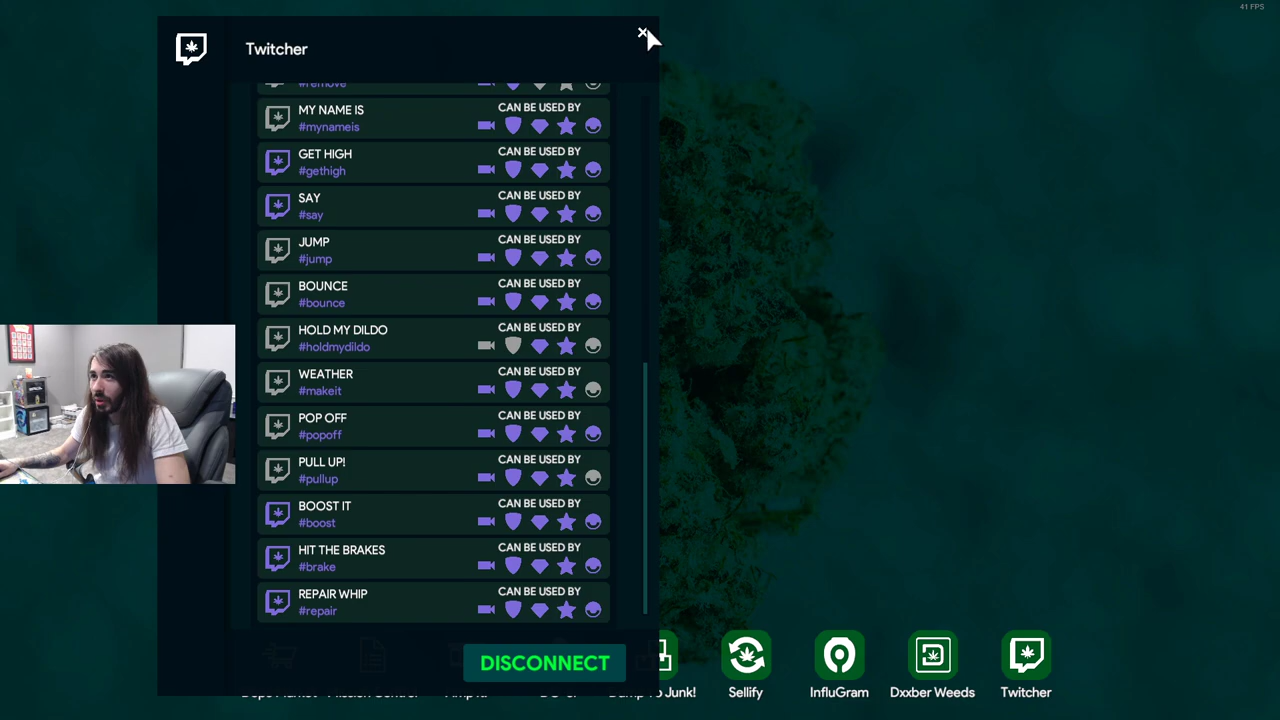 41 FPS
Twitcher
#remove
MY NAME IS
#mynameis
CAN BE USED BY
GET HIGH
#gethigh
CAN BE USED BY
SAY
#say
CAN BE USED BY
JUMP
#jump
CAN BE USED BY
BOUNCE
#bounce
CAN BE USED BY
HOLD MY DILDO
#holdmydildo
CAN BE USED BY
WEATHER
#makeit
CAN BE USED BY
POP OFF
#popoff
CAN BE USED BY
PULL UP!
#pullup
CAN BE USED BY
BOOST IT
#boost
CAN BE USED BY
HIT THE BRAKES
#brake
CAN BE USED BY
REPAIR WHIP
#repair
CAN BE USED BY
DISCONNECT
Junk! Sellify InfluGram Dxxber Weeds Twitcher